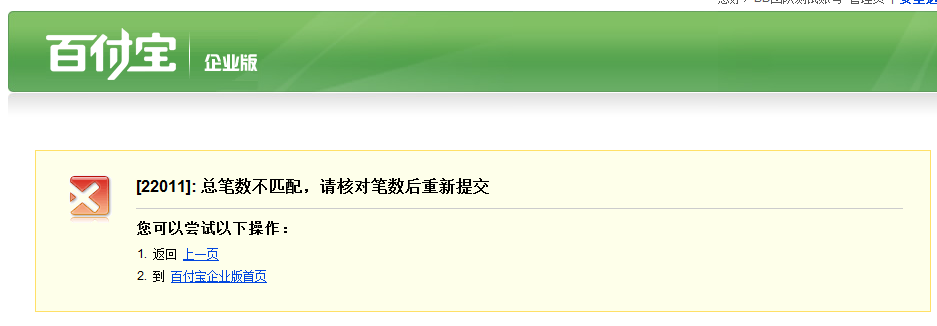 百付宝 企业版
[22011]: 总笔数不匹配，请核对笔数后重新提交
您可以尝试以下操作：
1. 返回 上一页
2. 到 百付宝企业版首页